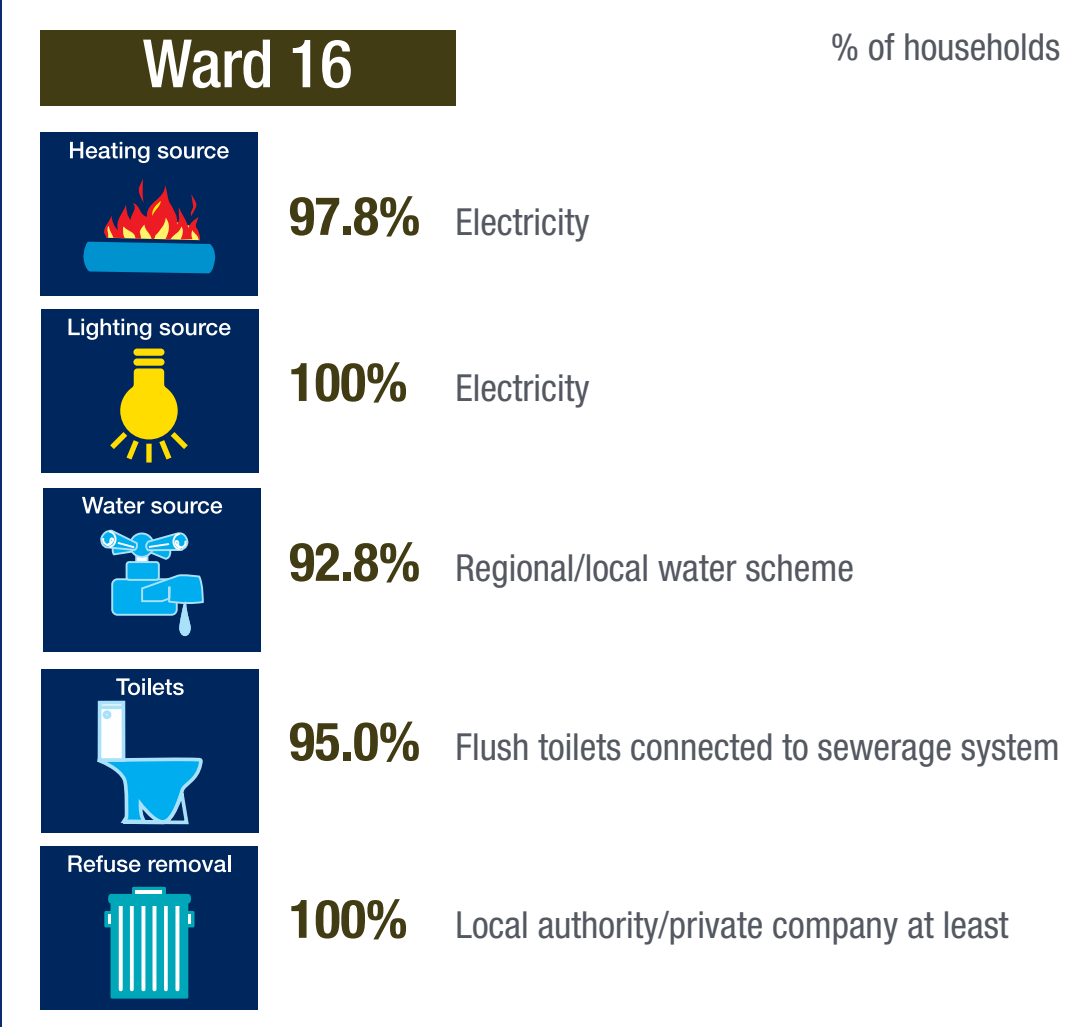 Ward 16
% of households
Heating source
97.8% Electricity
Lighting source
100% Electricity
Water source
92.8% Regional/local water scheme
Toilets
95.0% Flush toilets connected to sewerage system
Refuse removal
100% Local authority/private company at least